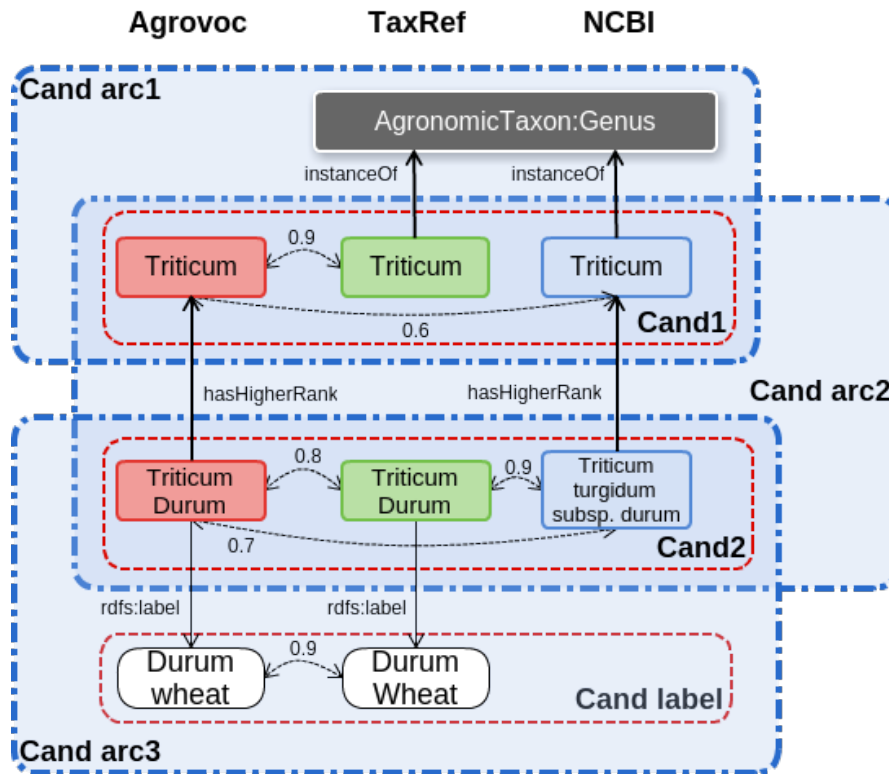 Agrovoc TaxRef NCBI
Cand arc1
AgronomicTaxon:Genus
instanceOf instanceOf
0.9
Triticum Triticum Triticum
0.6
Cand1
hasHigherRank hasHigherRank
Cand arc2
0.8 0.9
Triticum
Durum
Triticum
Durum
Triticum
turgidum
subsp. durum
0.7
Cand2
rdfs:label rdfs:label
0.9
Durum
wheat
Durum
Wheat
Cand label
Cand arc3